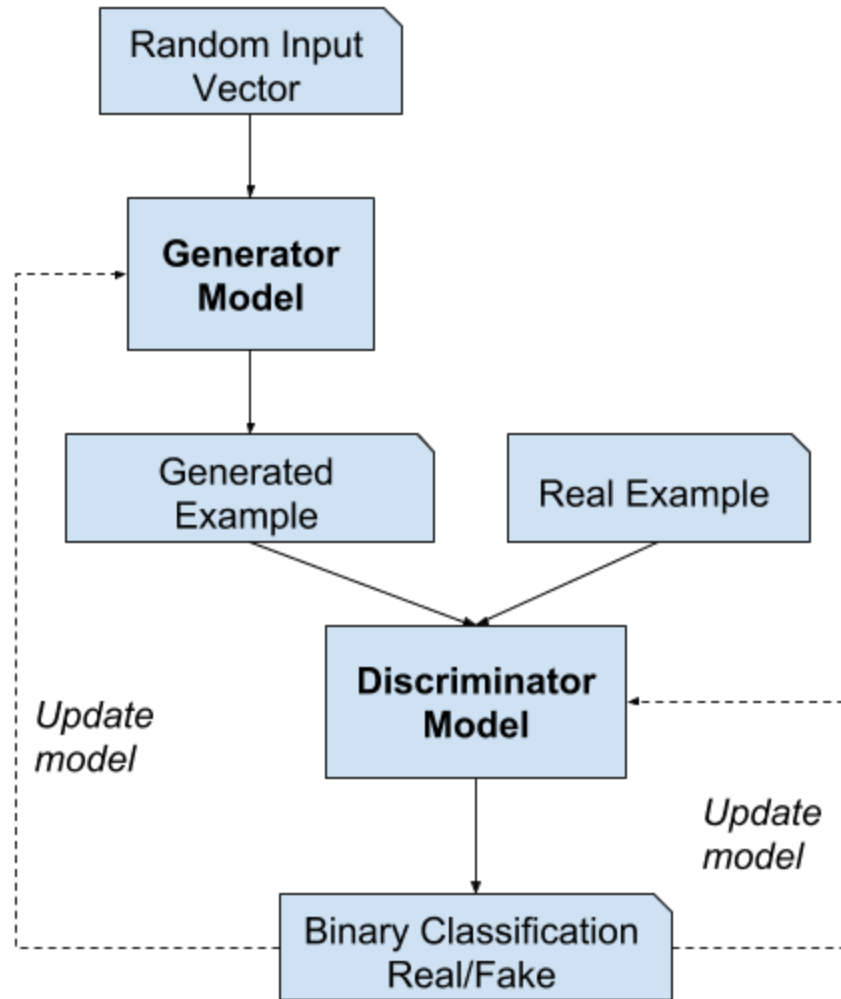 Random Input
Vector
Generator
Model
Generated
Example
Real Example
Discriminator
Model
Update
model
Update
model
Binary Classification
Real/Fake